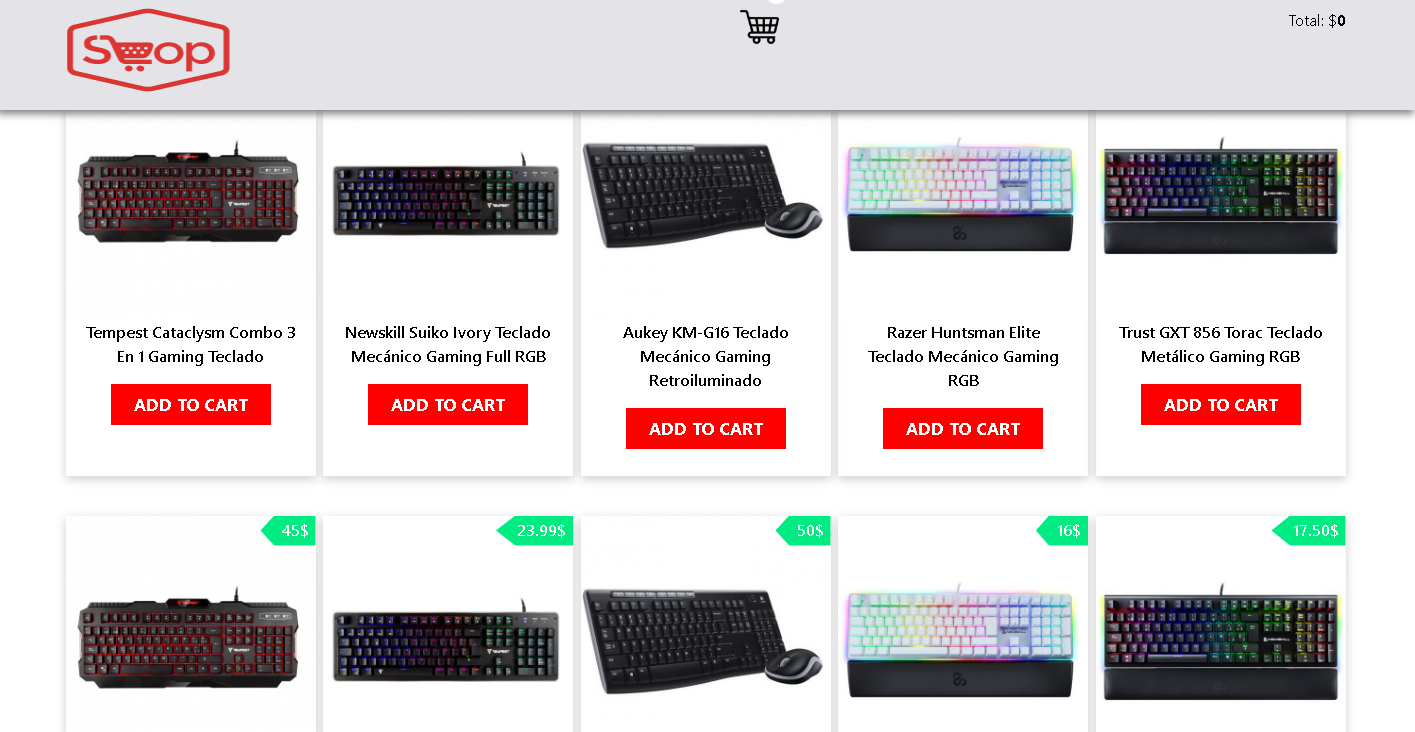 Shop
Total: $0
Tempest Cataclysm Combo 3
En 1 Gaming Teclado
ADD TO CART
Newskill Suiko Ivory Teclado
Mecánico Gaming Full RGB
ADD TO CART
Aukey KM-G16 Teclado
Mecánico Gaming
Retroiluminado
ADD TO CART
Razer Huntsman Elite
Teclado Mecánico Gaming
RGB
ADD TO CART
Trust GXT 856 Torac Teclado
Metálico Gaming RGB
ADD TO CART
45$
23.99$
50$
16$
17.50$